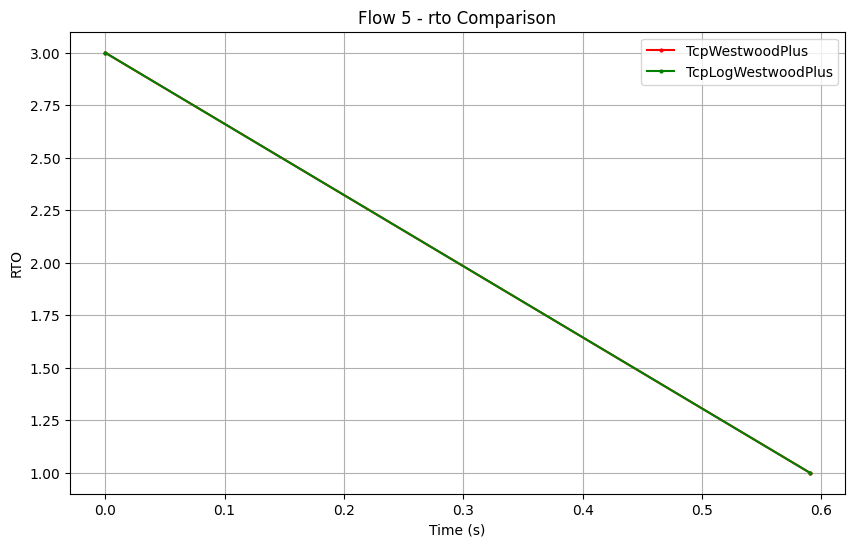 Flow 5 - rto Comparison
TcpWestwoodPlus
TcpLogWestwoodPlus
RTO
3.00
2.75
2.50
2.25
2.00
1.75
1.50
1.25
1.00
0.0 0.1 0.2 0.3 0.4 0.5 0.6
Time (s)